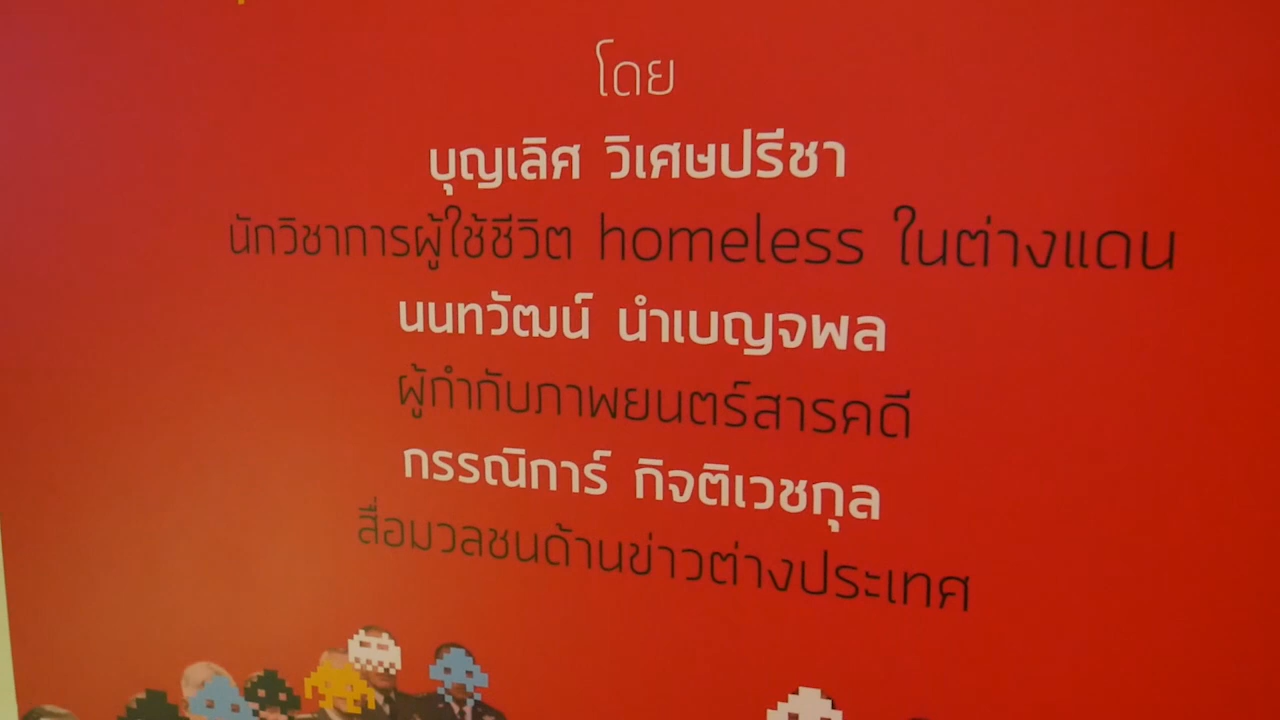 โดย
บุญเลิศ วิเศษปรีชา
นักวิชาการผู้ใช้ชีวิต homeless ในต่างแดน
นนทวัฒน์ นำเบญจพล
ผู้กำกับภาพยนตร์สารคดี
กรรณิการ์ กิจติเวชกุล
สื่อมวลชนด้านข่าวต่างประเทศ